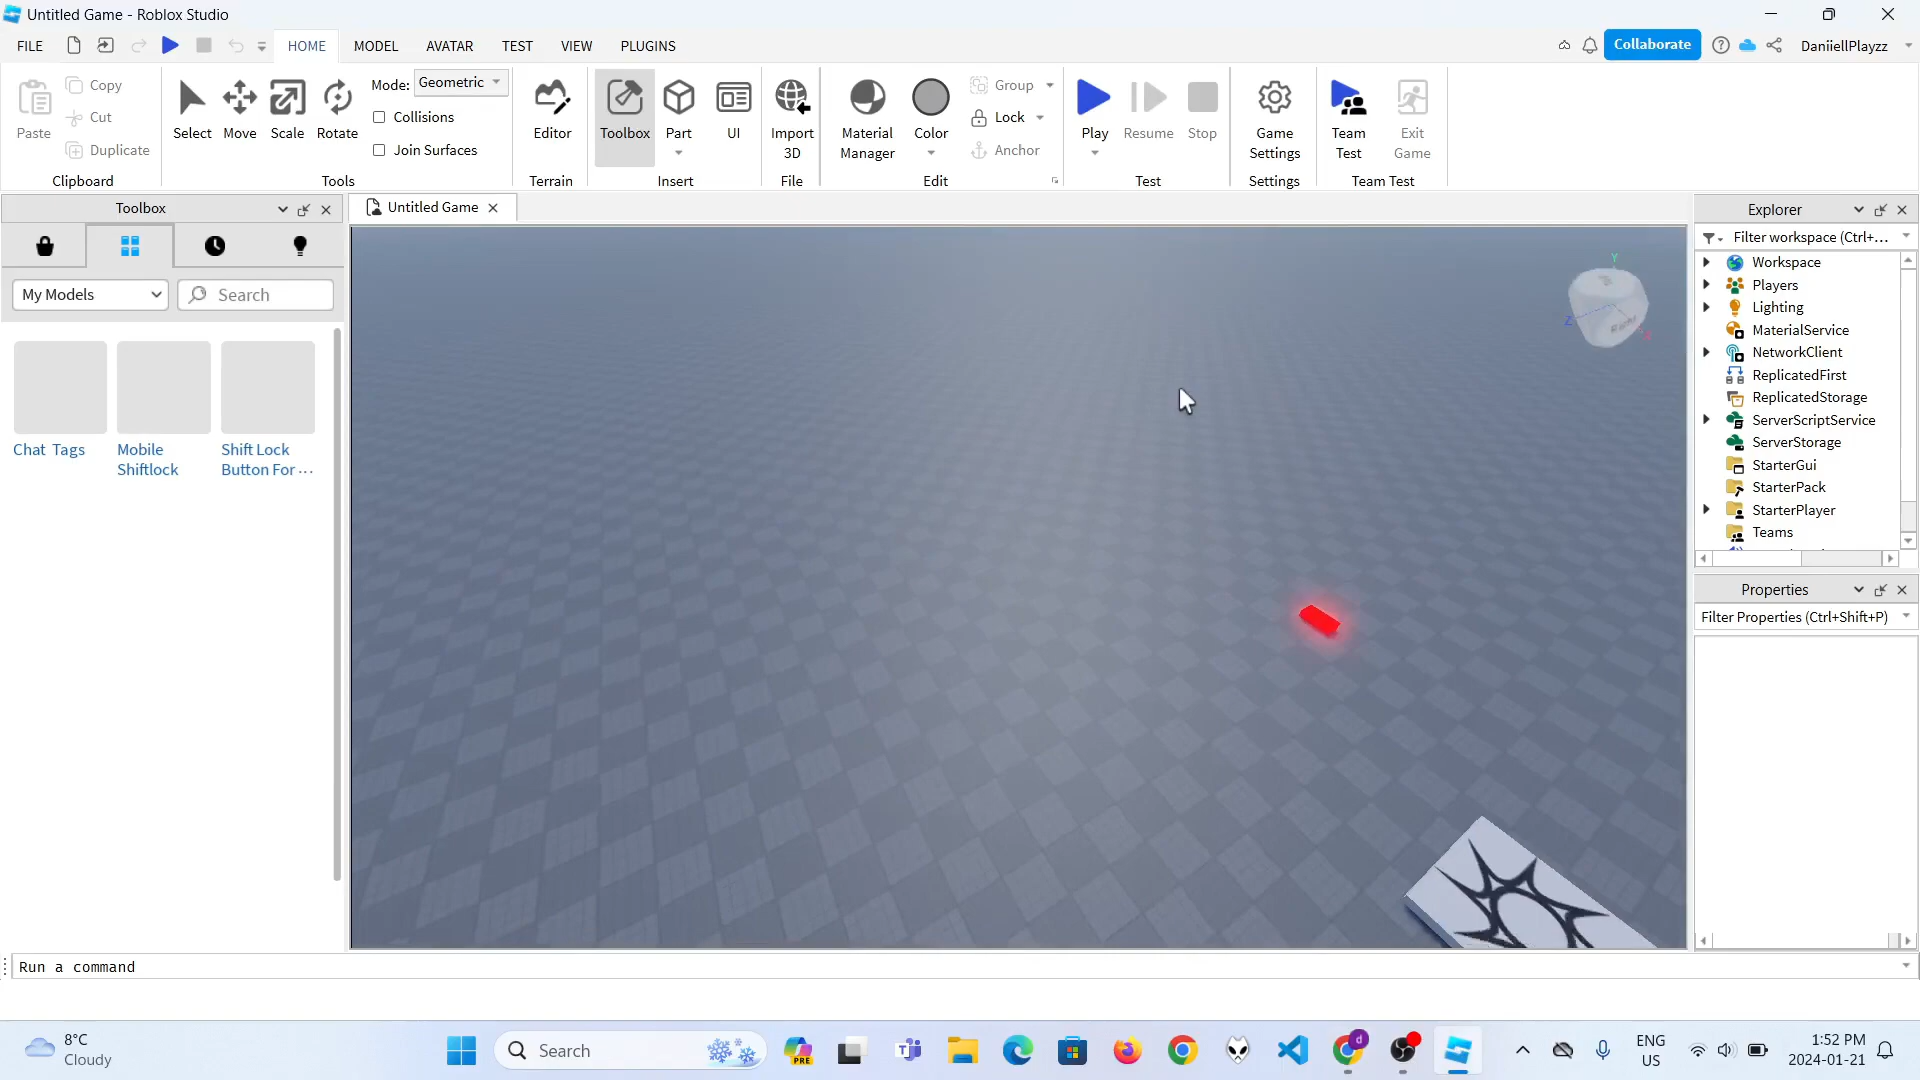 Untitled Game - Roblox Studio
FILE HOME MODEL AVATAR TEST VIEW PLUGINS Collaborate DaniellPlayzz
Paste Copy Cut Duplicate Clipboard
Select Move Scale Rotate Mode: Geometric Collisions Join Surfaces Tools
Editor Terrain
Toolbox Part UI Insert
Import 3D File
Material Manager Color Group Lock Anchor Edit
Play Resume Stop Test
Game Settings Settings
Team Test Exit Game Team Test
Toolbox
My Models Search
Chat Tags
Mobile Shiftlock
Shift Lock Button For ...
Untitled Game
Y
Z
X
Right
Explorer
Filter workspace (Ctrl+...
Workspace
Players
Lighting
MaterialService
NetworkClient
ReplicatedFirst
ReplicatedStorage
ServerScriptService
ServerStorage
StarterGui
StarterPack
StarterPlayer
Teams
Properties
Filter Properties (Ctrl+Shift+P)
Run a command
8°C
Cloudy
Search
PRE
d
ENG
US
1:52 PM
2024-01-21